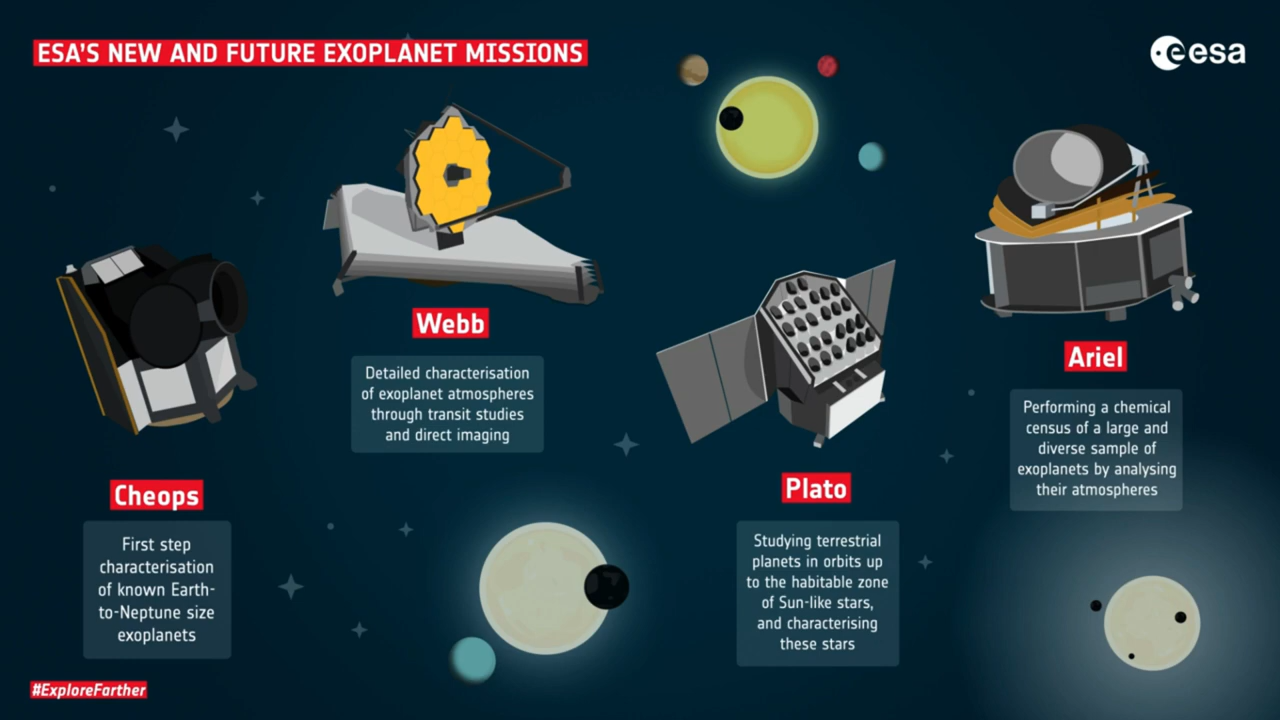 ESA'S NEW AND FUTURE EXOPLANET MISSIONS
esa
Webb
Detailed characterisation
of exoplanet atmospheres
through transit studies
and direct imaging
Ariel
Performing a chemical
census of a large and
diverse sample of
exoplanets by analysing
their atmospheres
Cheops
First step
characterisation
of known Earth-
to-Neptune size
exoplanets
Plato
Studying terrestrial
planets in orbits up
to the habitable zone
of Sun-like stars,
and characterising
these stars
#ExploreFarther